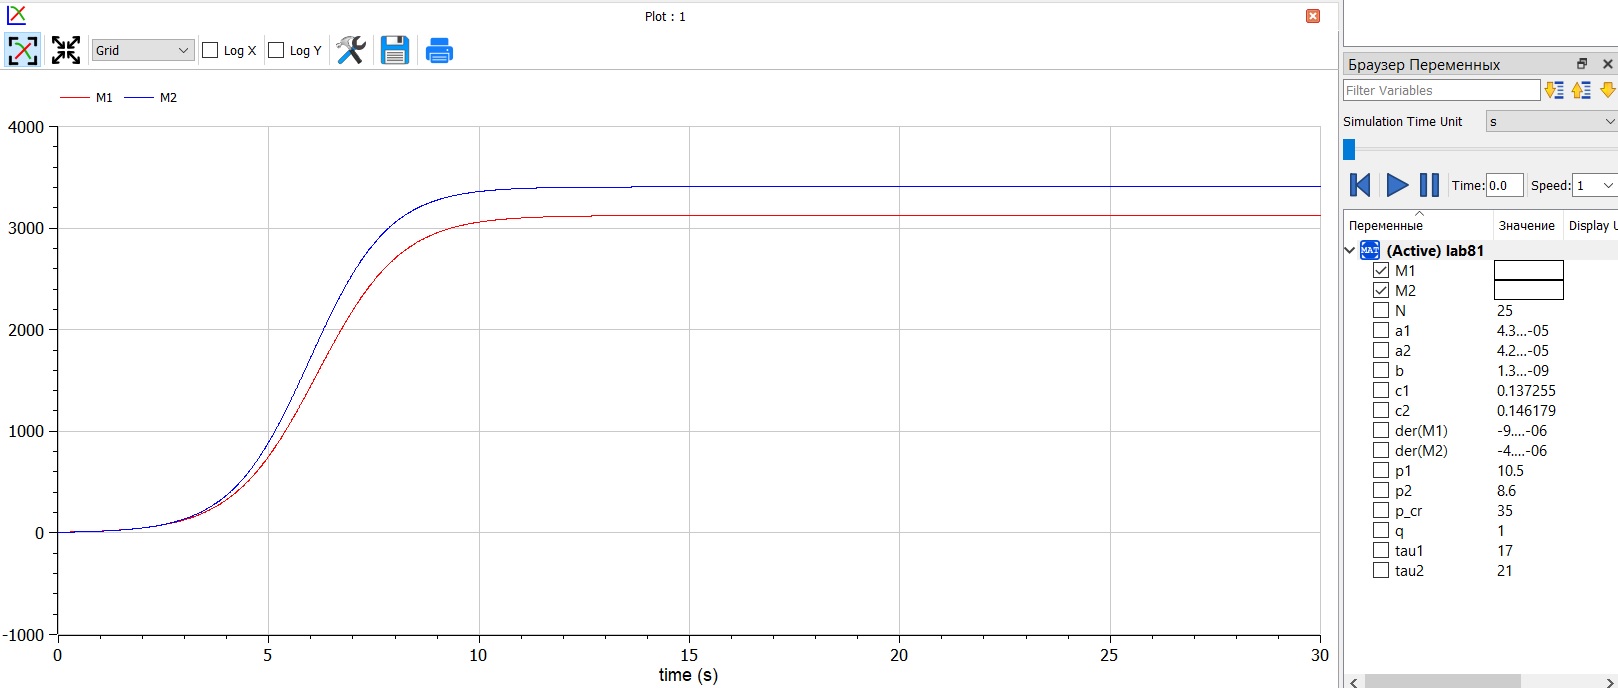 Plot : 1
Grid Log X Log Y
M1 M2
4000
3000
2000
1000
0
-1000
0 5 10 15 20 25 30
time (s)
Браузер Переменных
Filter Variables
Simulation Time Unit s
Time: 0.0 Speed: 1
Переменные Значение Display U
MAT (Active) lab81
M1
M2
N 25
a1 4.3...-05
a2 4.2...-05
b 1.3...-09
c1 0.137255
c2 0.146179
der(M1) -9....-06
der(M2) -4....-06
p1 10.5
p2 8.6
p_cr 35
q 1
tau1 17
tau2 21